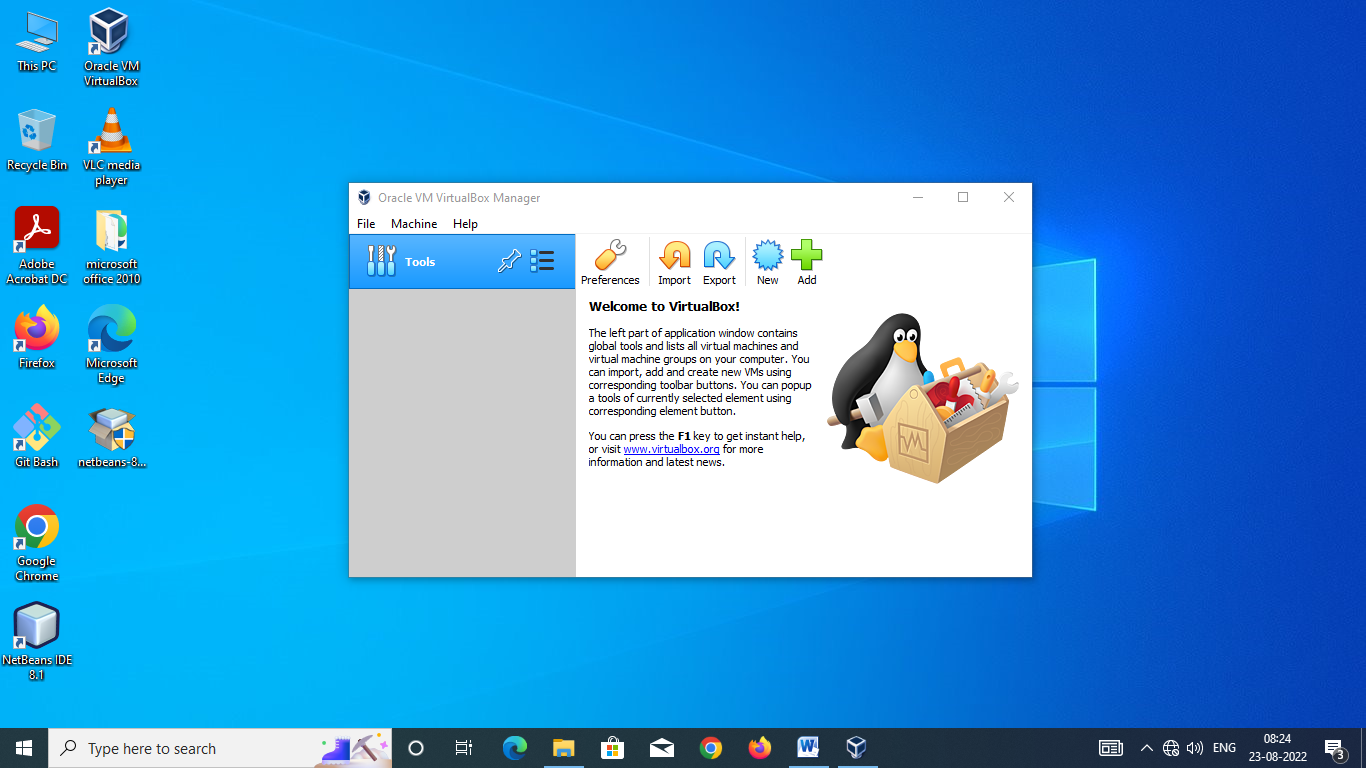 This PC
Oracle VM
VirtualBox
Recycle Bin
VLC media
player
Adobe
Acrobat DC
microsoft
office 2010
Firefox
Microsoft
Edge
Git Bash
netbeans-8...
Google
Chrome
NetBeans IDE
8.1
Oracle VM VirtualBox Manager
File Machine Help
Tools
Preferences Import Export New Add
Welcome to VirtualBox!
The left part of application window contains
global tools and lists all virtual machines and
virtual machine groups on your computer. You
can import, add and create new VMs using
corresponding toolbar buttons. You can popup
a tools of currently selected element using
corresponding element button.
You can press the F1 key to get instant help,
or visit www.virtualbox.org for more
information and latest news.
Type here to search
ENG
08:24
23-08-2022
3